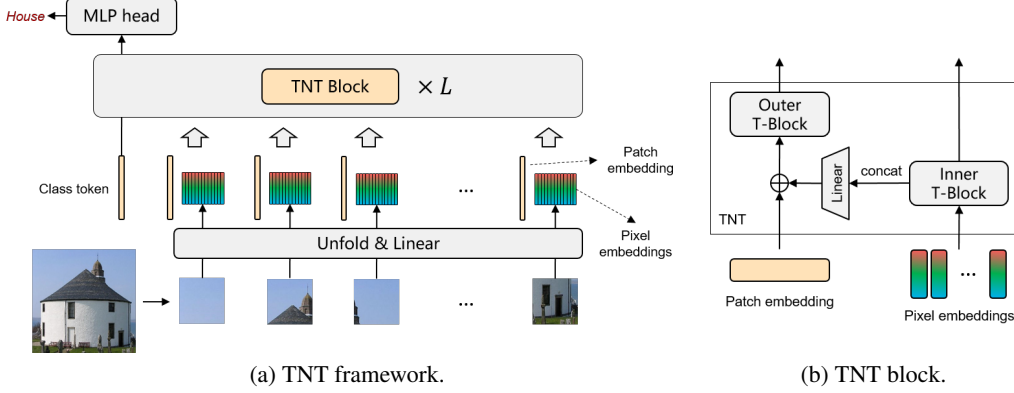 House
MLP head
TNT Block
× L
Class token
Patch
embedding
...
Pixel
embeddings
Unfold & Linear
...
(a) TNT framework.
Outer
T-Block
Linear
concat
Inner
T-Block
TNT
Patch embedding
...
Pixel embeddings
(b) TNT block.